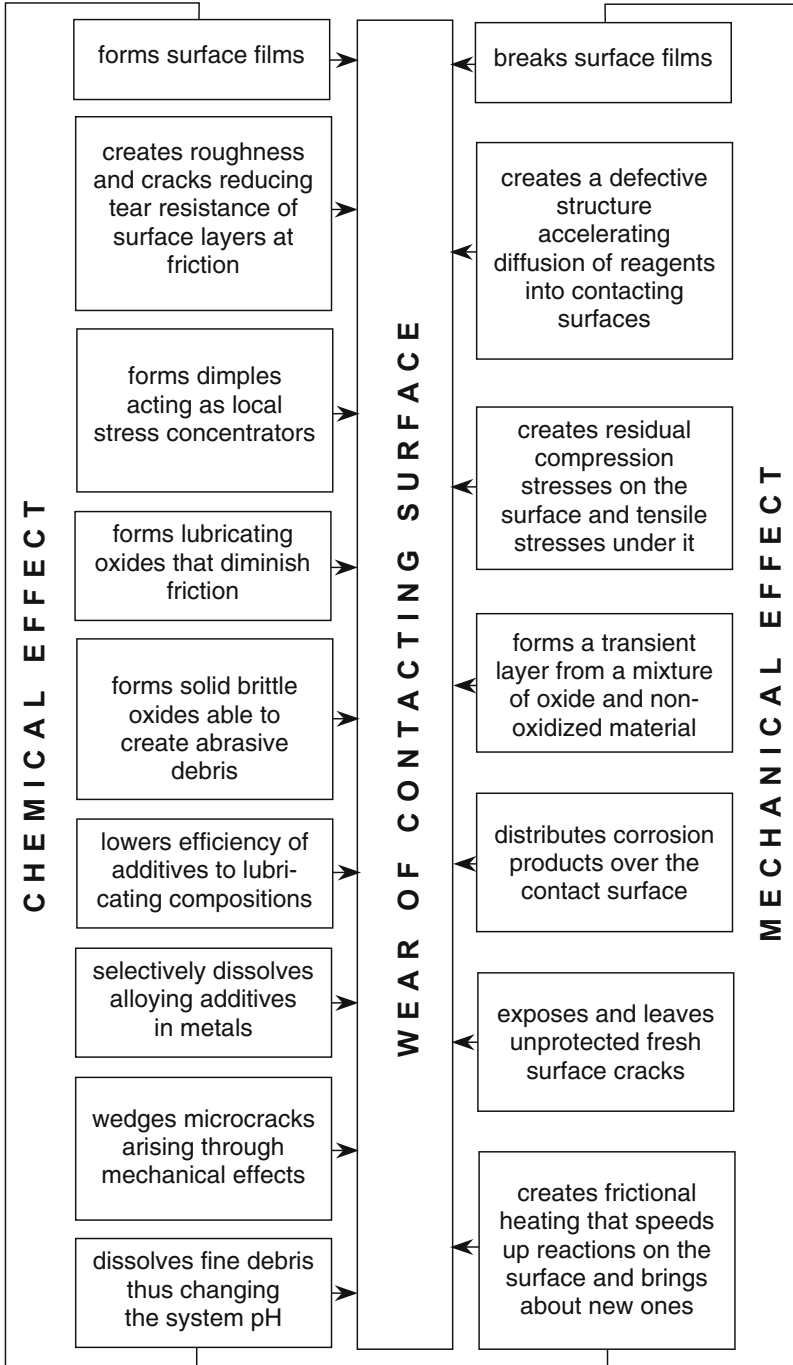 CHEMICAL EFFECT
forms surface films
creates roughness
and cracks reducing
tear resistance of
surface layers at
friction
forms dimples
acting as local
stress concentrators
forms lubricating
oxides that diminish
friction
forms solid brittle
oxides able to
create abrasive
debris
lowers efficiency of
additives to lubri-
cating compositions
selectively dissolves
alloying additives
in metals
wedges microcracks
arising through
mechanical effects
dissolves fine debris
thus changing
the system pH
WEAR OF CONTACTING SURFACE
breaks surface films
creates a defective
structure
accelerating
diffusion of reagents
into contacting
surfaces
creates residual
compression
stresses on the
surface and tensile
stresses under it
forms a transient
layer from a mixture
of oxide and non-
oxidized material
distributes corrosion
products over the
contact surface
exposes and leaves
unprotected fresh
surface cracks
creates frictional
heating that speeds
up reactions on the
surface and brings
about new ones
MECHANICAL EFFECT